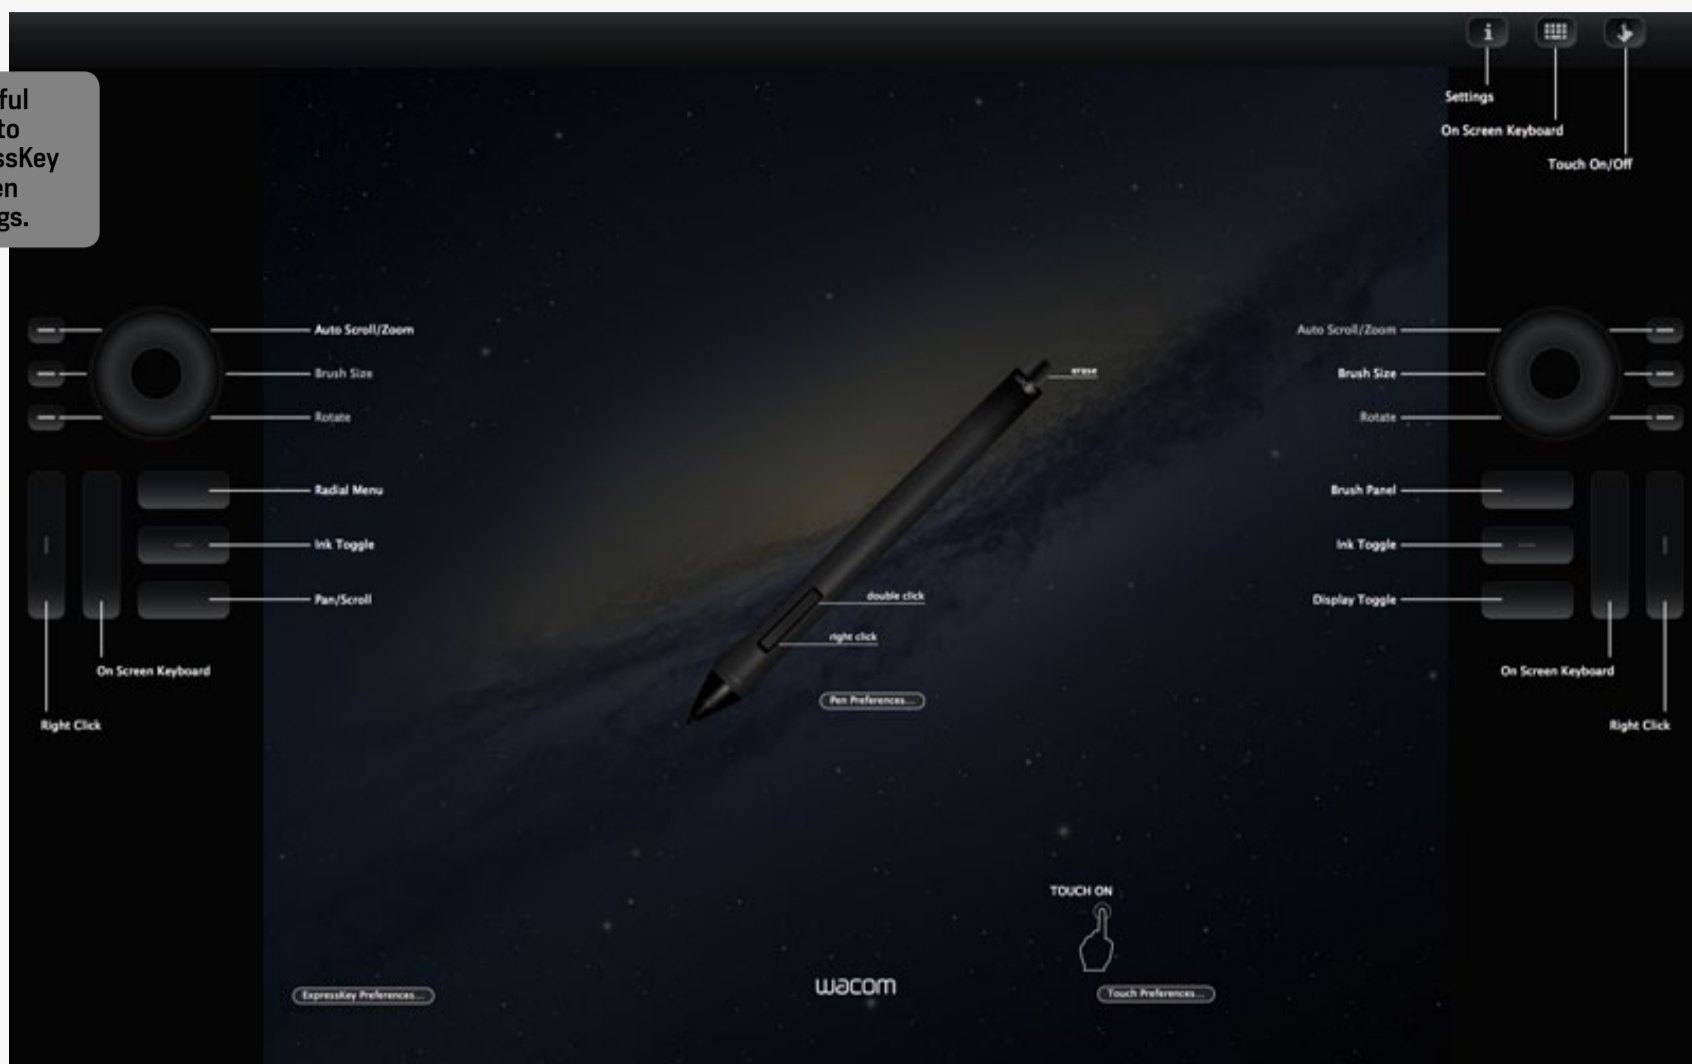 Settings
On Screen Keyboard
Touch On/Off
ful
to
ssKey
en
gs.
Auto Scroll/Zoom
Brush Size
Rotate
Radial Menu
Ink Toggle
Pan/Scroll
On Screen Keyboard
Right Click
erase
double click
right click
Pen Preferences...
Auto Scroll/Zoom
Brush Size
Rotate
Brush Panel
Ink Toggle
Display Toggle
On Screen Keyboard
Right Click
TOUCH ON
ExpressKey Preferences...
wacom
Touch Preferences...